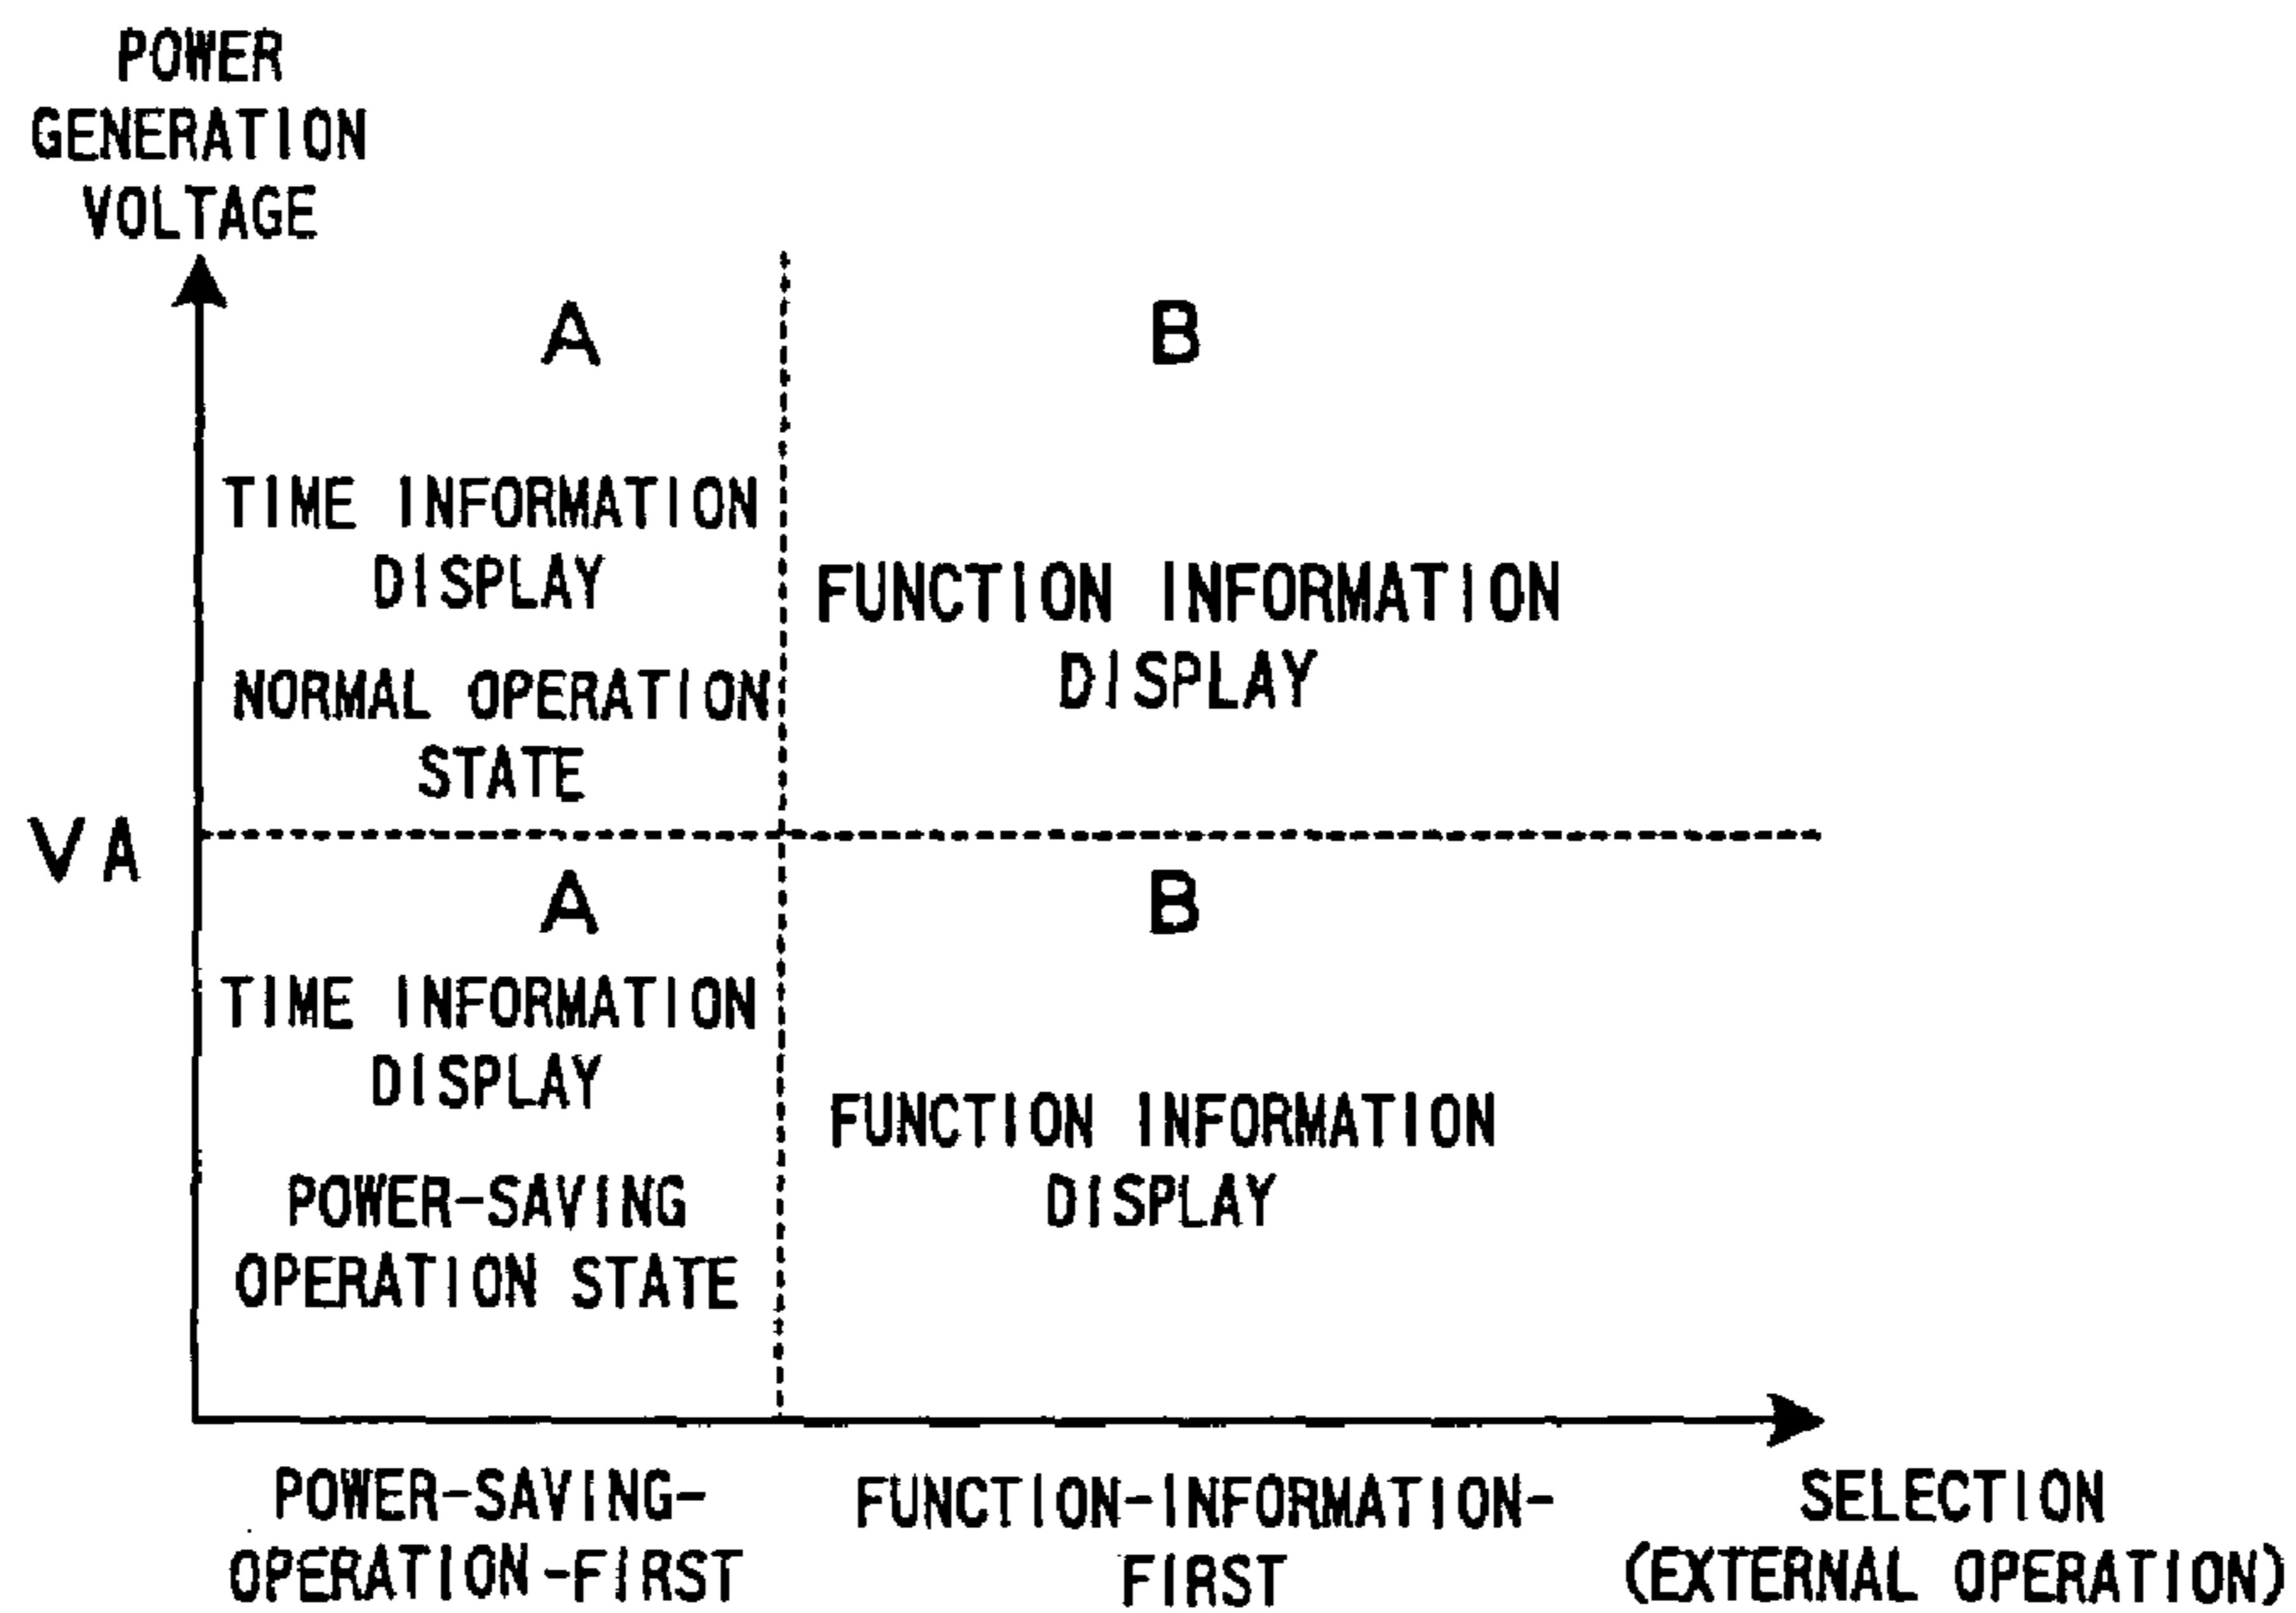 POWER
GENERATION
VOLTAGE
A
B
TIME INFORMATION
DISPLAY
FUNCTION INFORMATION
DISPLAY
NORMAL OPERATION
STATE
VA
A
B
TIME INFORMATION
DISPLAY
FUNCTION INFORMATION
DISPLAY
POWER-SAVING
OPERATION STATE
POWER-SAVING-
OPERATION-FIRST
FUNCTION-INFORMATION-
FIRST
SELECTION
(EXTERNAL OPERATION)